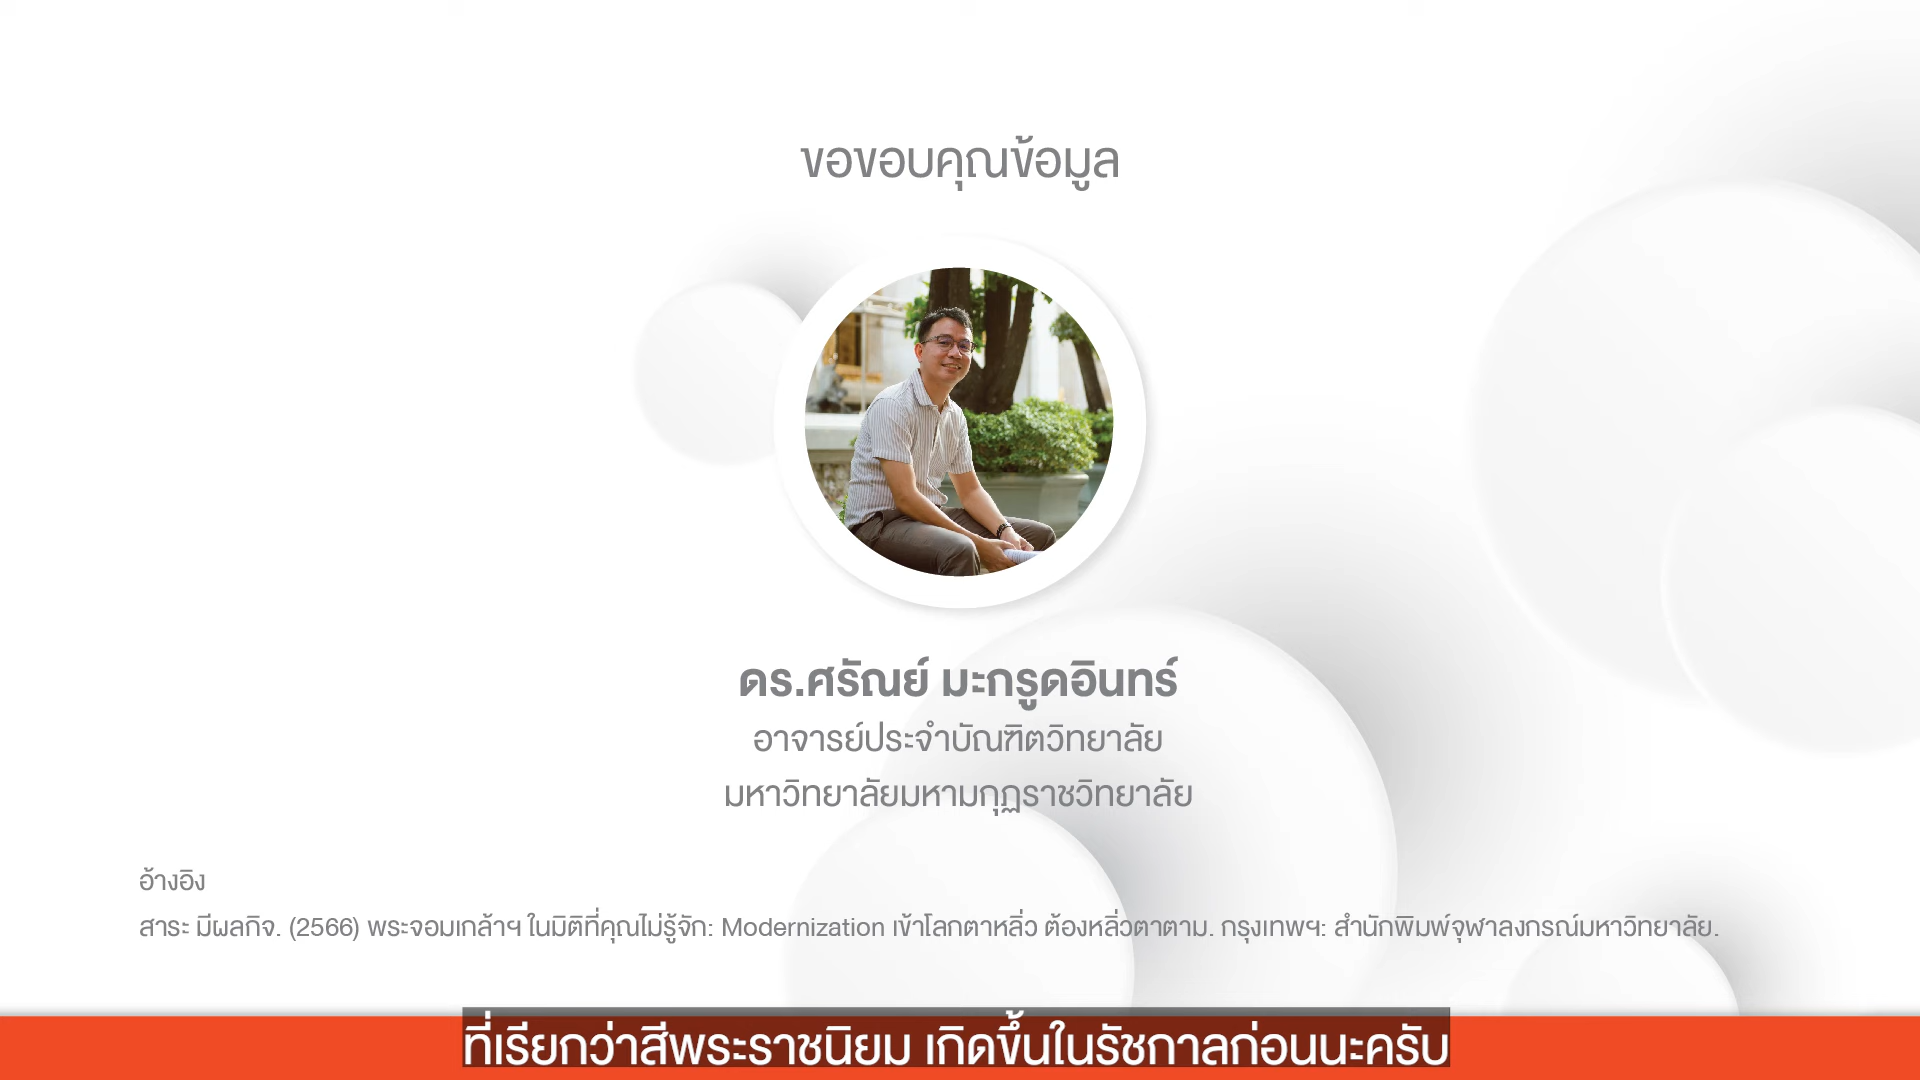 ขอขอบคุณข้อมูล
ดร.ศรัณย์ มะกรูดอินทร์
อาจารย์ประจำบัณฑิตวิทยาลัย
มหาวิทยาลัยมหามกุฏราชวิทยาลัย
อ้างอิง
สาระ มีผลกิจ. (2566) พระจอมเกล้าฯ ในมิติที่คุณไม่รู้จัก: Modernization เข้าโลกตาหลิ่ว ต้องหลิ่วตาตาม. กรุงเทพฯ: สำนักพิมพ์จุฬาลงกรณ์มหาวิทยาลัย.
ที่เรียกว่าสีพระราชนิยม เกิดขึ้นในรัชกาลก่อนนะครับ